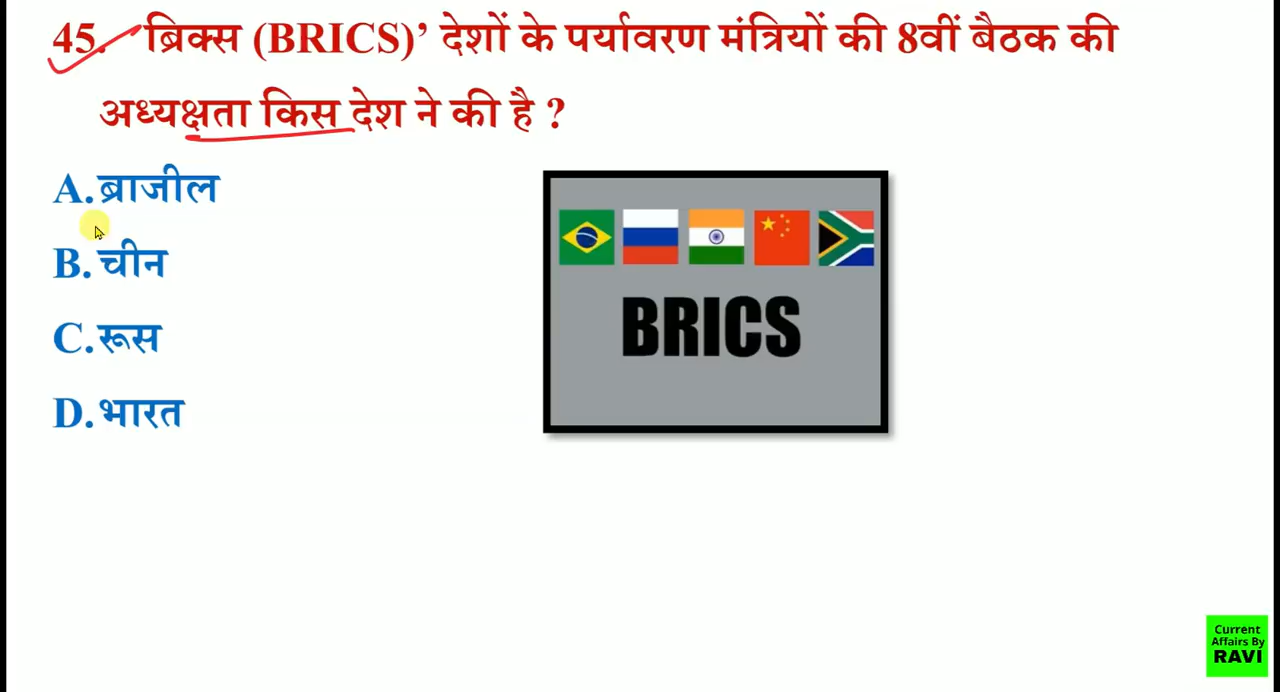 45. ब्रिक्स (BRICS)’ देशों के पर्यावरण मंत्रियों की 8वीं बैठक की
अध्यक्षता किस देश ने की है ?
A.ब्राजील
B.चीन
C.रूस
D.भारत
BRICS
Current
Affairs By
RAVI